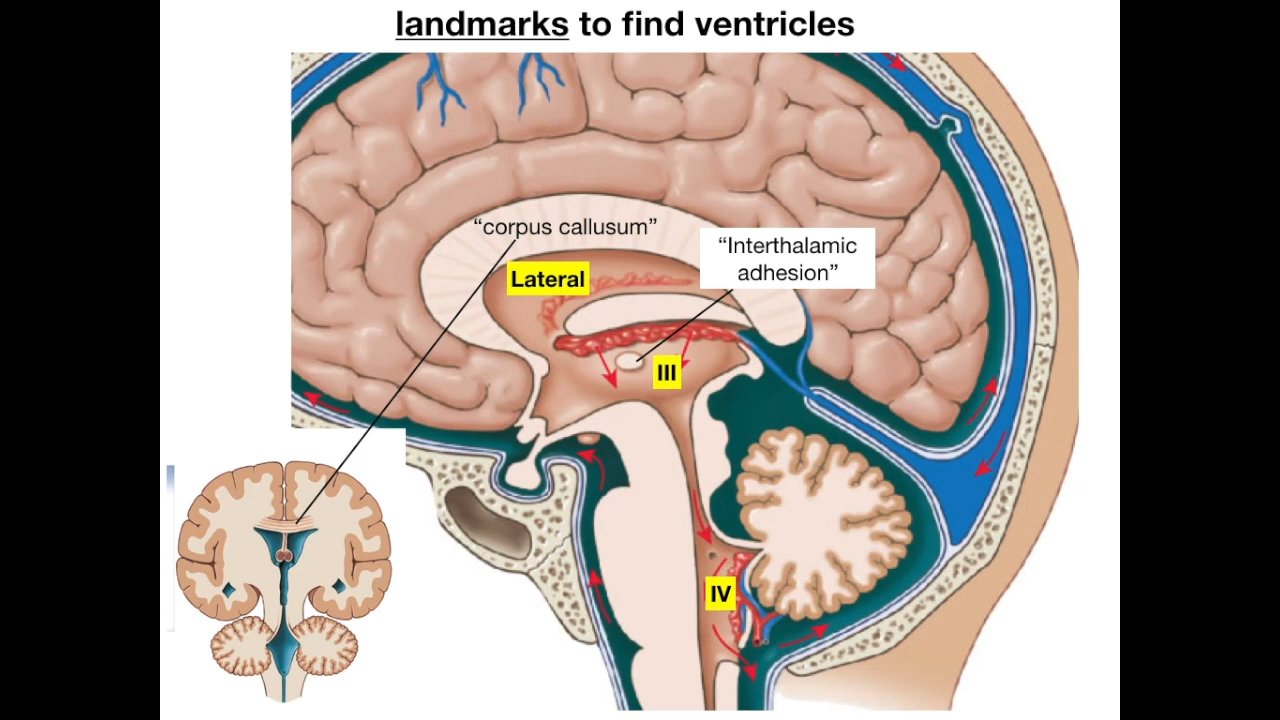 landmarks to find ventricles
“corpus callusum”
“Interthalamic
adhesion”
Lateral
III
IV